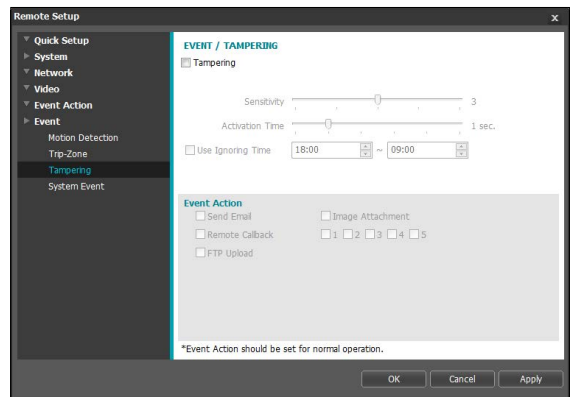 Remote Setup x
Quick Setup
System
Network
Video
Event Action
Event
Motion Detection
Trip-Zone
Tampering
System Event
EVENT / TAMPERING
Tampering
Sensitivity 3
Activation Time 1 sec.
Use Ignoring Time 18:00 ~ 09:00
Event Action
Send Email Image Attachment
Remote Callback 1 2 3 4 5
FTP Upload
*Event Action should be set for normal operation.
OK Cancel Apply